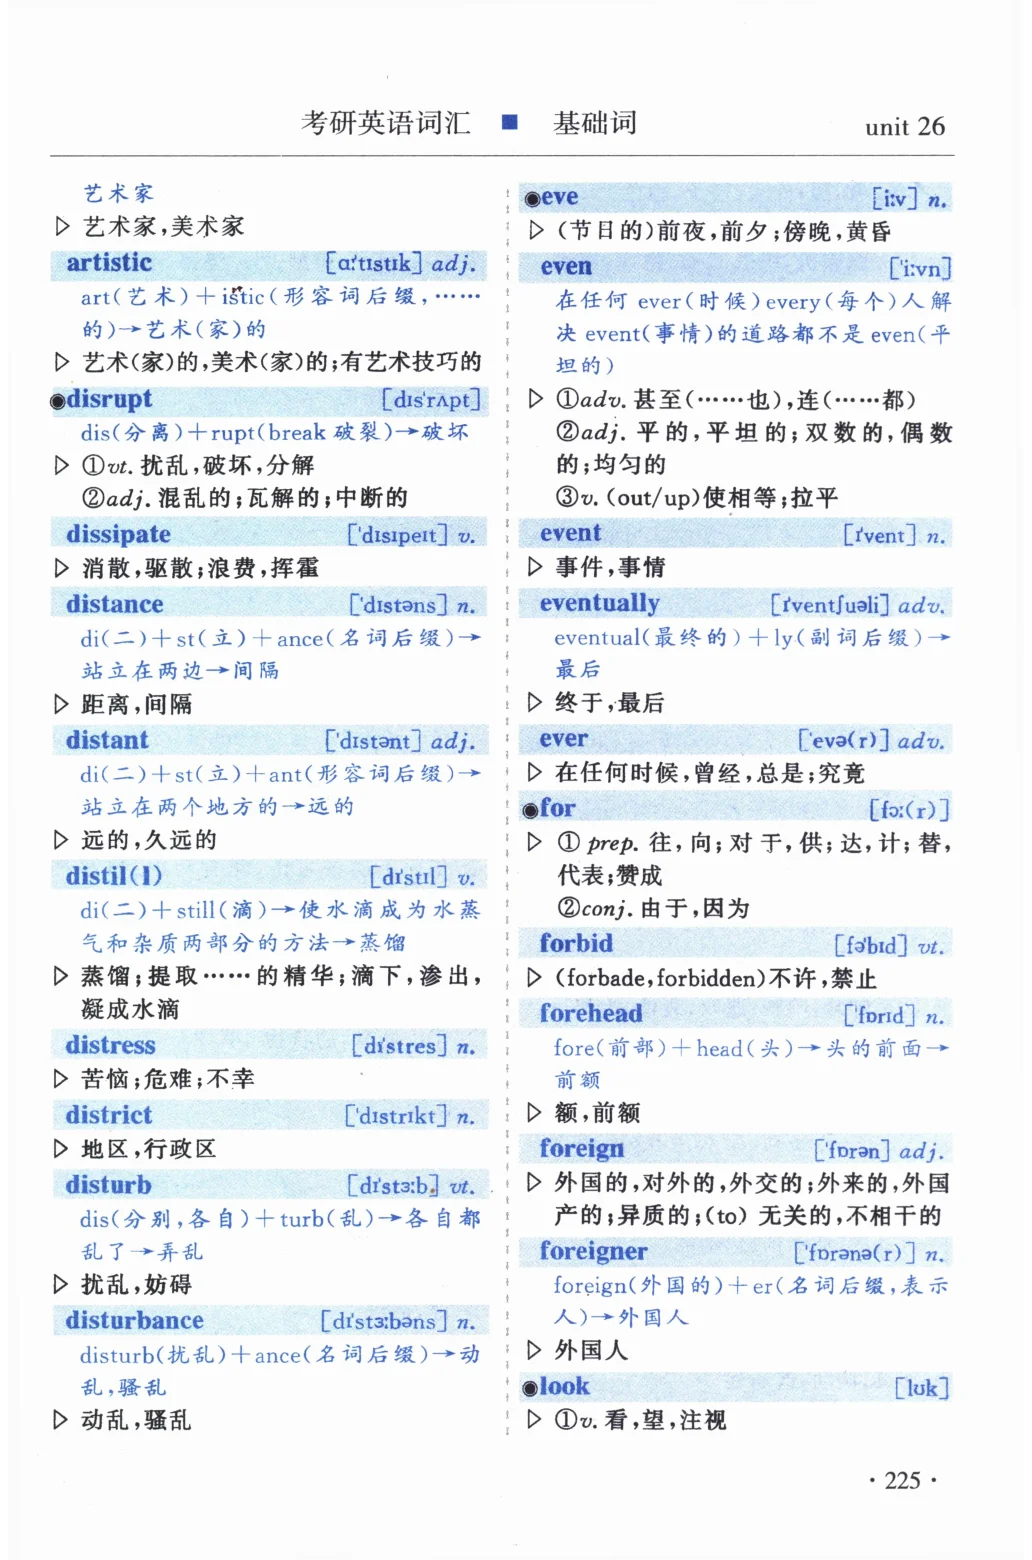 考研英语词汇 ■ 基础词 unit 26
艺术家
▷ 艺术家,美术家
artistic [ɑːˈtɪstɪk] adj.
art(艺术)+istic(形容词后缀,……
的)→艺术(家)的
▷ 艺术(家)的,美术(家)的;有艺术技巧的
◉disrupt [dɪsˈrʌpt]
dis(分离)+rupt(break 破裂)→破坏
▷ ①vt. 扰乱,破坏,分解
②adj. 混乱的;瓦解的;中断的
dissipate [ˈdɪsɪpeɪt] v.
▷ 消散,驱散;浪费,挥霍
distance [ˈdɪstəns] n.
di(二)+st(立)+ance(名词后缀)→
站立在两边→间隔
▷ 距离,间隔
distant [ˈdɪstənt] adj.
di(二)+st(立)+ant(形容词后缀)→
站立在两个地方的→远的
▷ 远的,久远的
distil(l) [dɪˈstɪl] v.
di(二)+still(滴)→使水滴成为水蒸
气和杂质两部分的方法→蒸馏
▷ 蒸馏;提取……的精华;滴下,渗出,
凝成水滴
distress [dɪˈstres] n.
▷ 苦恼;危难;不幸
district [ˈdɪstrɪkt] n.
▷ 地区,行政区
disturb [dɪˈstɜːb] vt.
dis(分别,各自)+turb(乱)→各自都
乱了→弄乱
▷ 扰乱,妨碍
disturbance [dɪˈstɜːbəns] n.
disturb(扰乱)+ance(名词后缀)→动
乱,骚乱
▷ 动乱,骚乱
◉eve [iːv] n.
▷ (节日的)前夜,前夕;傍晚,黄昏
even [ˈiːvn]
在任何 ever(时候)every(每个)人解
决 event(事情)的道路都不是 even(平
坦的)
▷ ①adv. 甚至(……也),连(……都)
②adj. 平的,平坦的;双数的,偶数
的;均匀的
③v. (out/up)使相等;拉平
event [ɪˈvent] n.
▷ 事件,事情
eventually [ɪˈventʃuəli] adv.
eventual(最终的)+ly(副词后缀)→
最后
▷ 终于,最后
ever [ˈevə(r)] adv.
▷ 在任何时候,曾经,总是;究竟
◉for [fɔː(r)]
▷ ① prep. 往,向;对于,供;达,计;替,
代表;赞成
②conj. 由于,因为
forbid [fəˈbɪd] vt.
▷ (forbade,forbidden)不许,禁止
forehead [ˈfɒrɪd] n.
fore(前部)+head(头)→头的前面→
前额
▷ 额,前额
foreign [ˈfɒrən] adj.
▷ 外国的,对外的,外交的;外来的,外国
产的;异质的;(to) 无关的,不相干的
foreigner [ˈfɒrənə(r)] n.
foreign(外国的)+er(名词后缀,表示
人)→外国人
▷ 外国人
◉look [lʊk]
▷ ①v. 看,望,注视
·225·